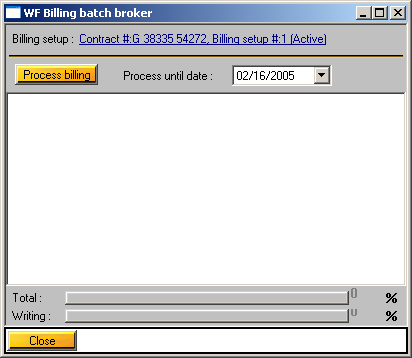 WF Billing batch broker
Billing setup : Contract #:G 38335 54272, Billing setup #:1 (Active)
Process billing Process until date : 02/16/2005
Total : 0 %
Writing : 0 %
Close